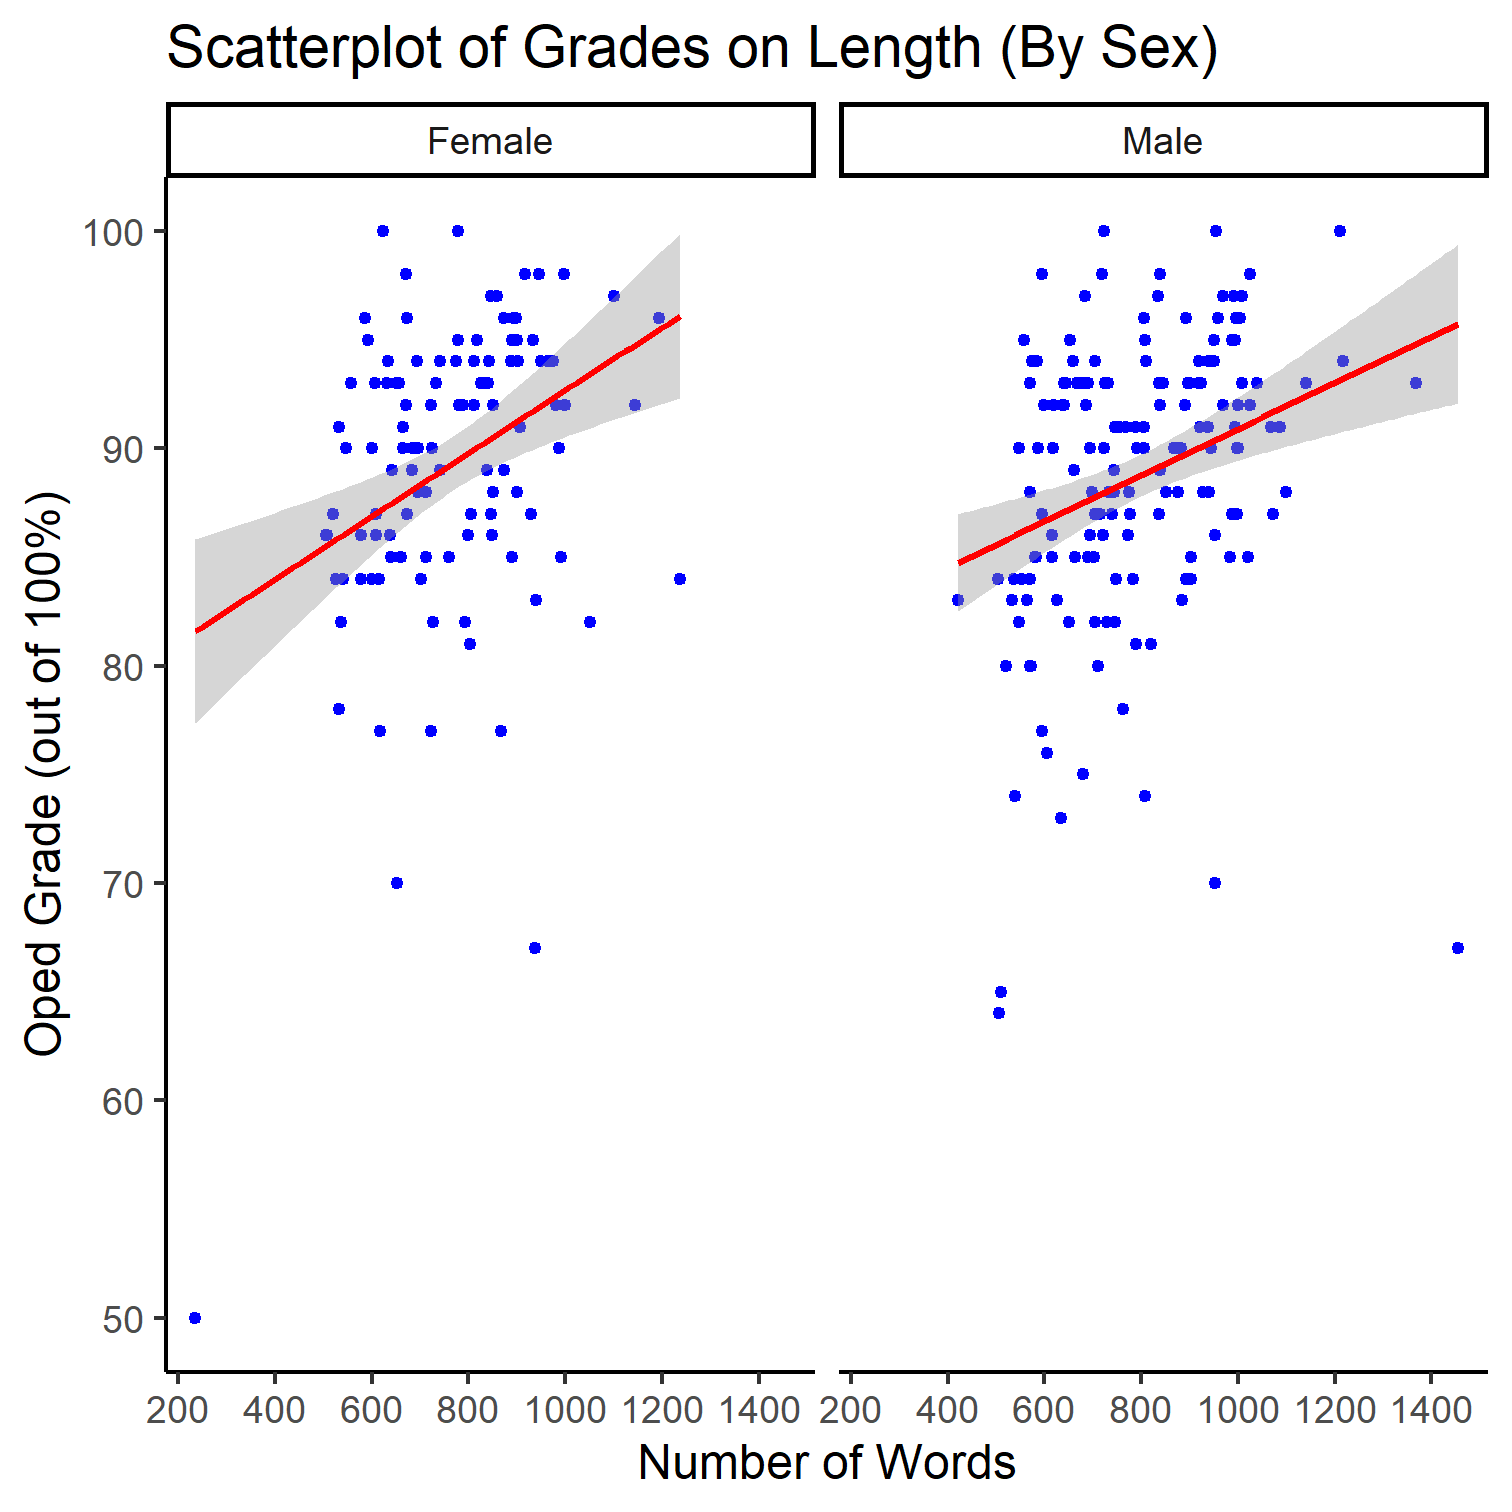 Scatterplot of Grades on Length (By Sex)
Female
Male
Oped Grade (out of 100%)
100
90
80
70
60
50
200 400 600 800 1000 1200 1400
200 400 600 800 1000 1200 1400
Number of Words